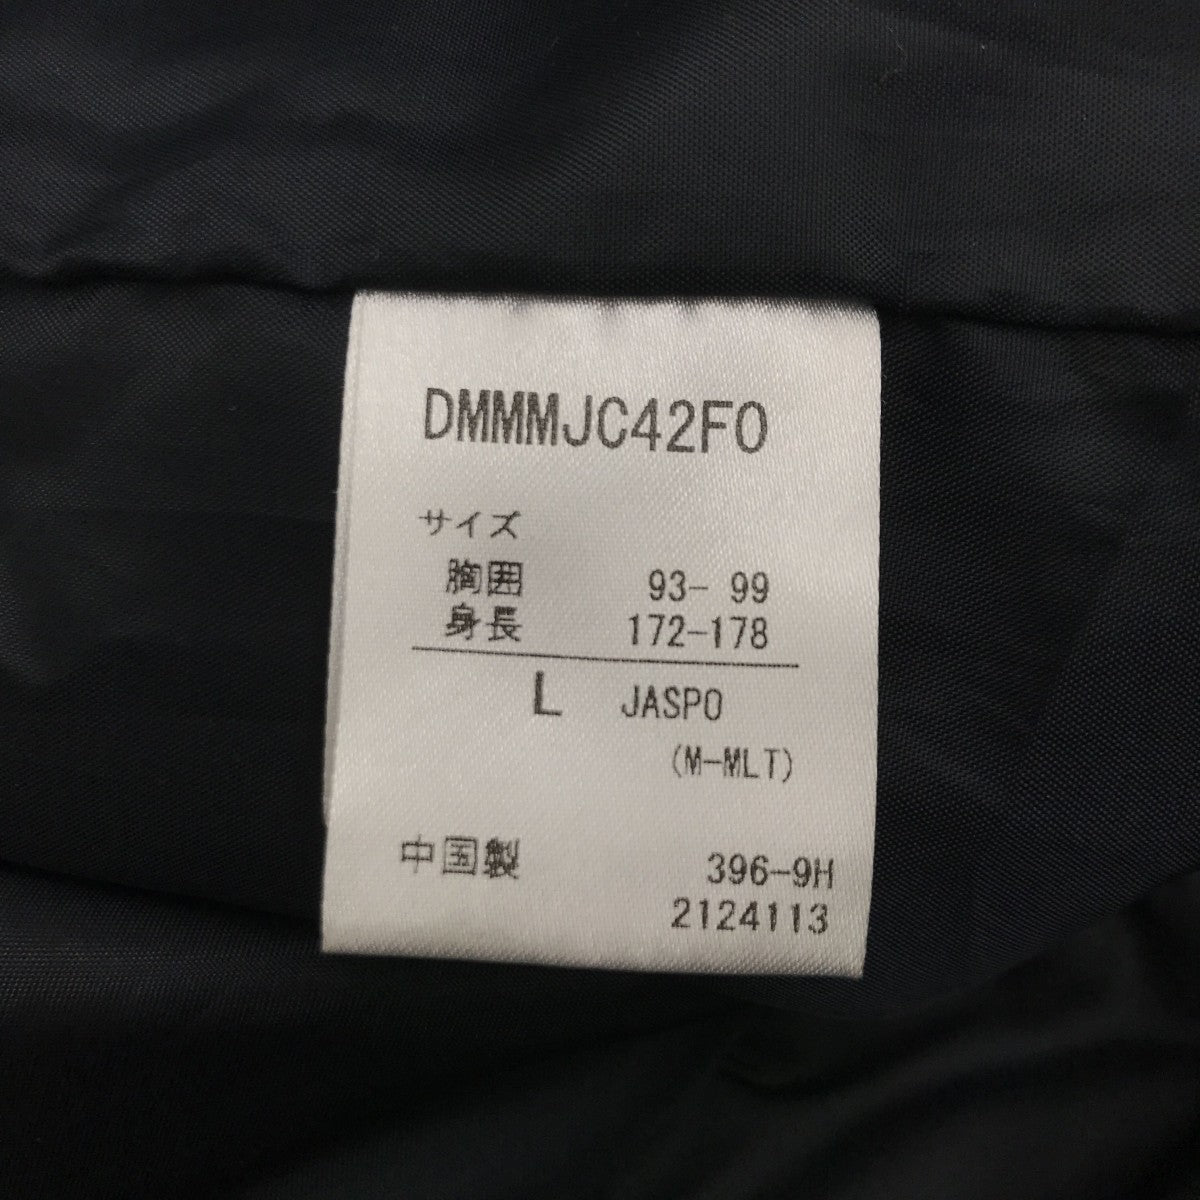 DMMMJC42F0
サイズ
胸囲 93- 99
身長 172-178
L JASPO
(M-MLT)
中国製 396-9H
2124113